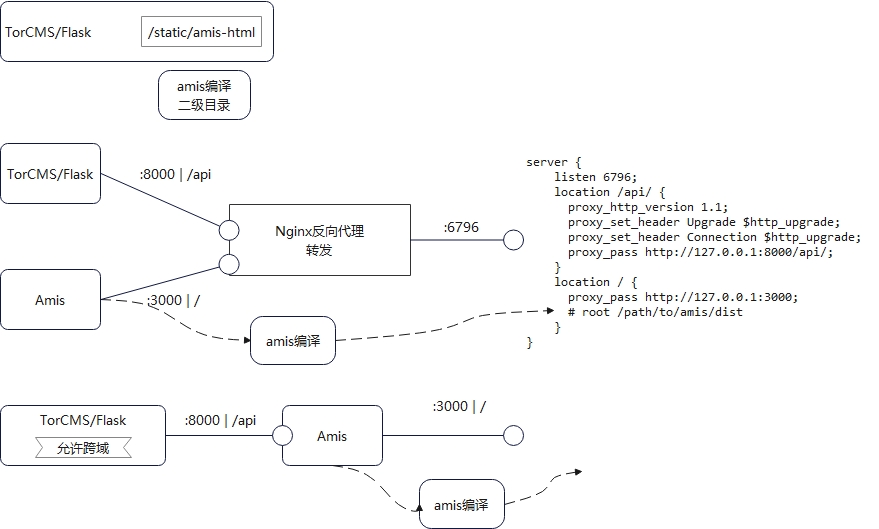 TorCMS/Flask
/static/amis-html
amis编译
二级目录
TorCMS/Flask
:8000 | /api
Nginx反向代理
转发
:6796
Amis
:3000 | /
amis编译
server {
    listen 6796;
    location /api/ {
      proxy_http_version 1.1;
      proxy_set_header Upgrade $http_upgrade;
      proxy_set_header Connection $http_upgrade;
      proxy_pass http://127.0.0.1:8000/api/;
    }
    location / {
      proxy_pass http://127.0.0.1:3000;
      # root /path/to/amis/dist
    }
}
TorCMS/Flask
允许跨域
:8000 | /api
Amis
:3000 | /
amis编译